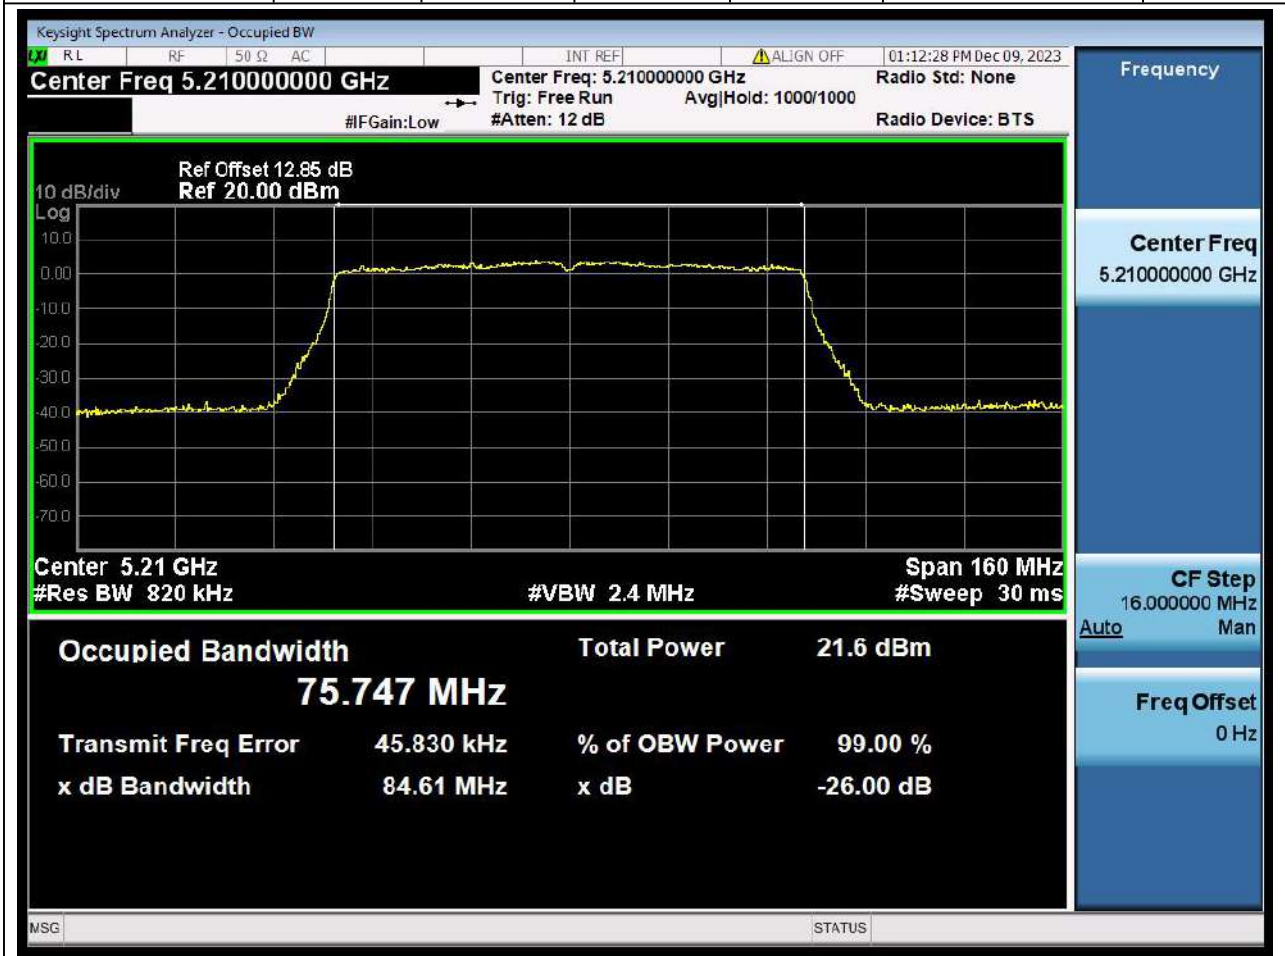 Keysight Spectrum Analyzer - Occupied BW
LXI RL RF 50 Ω AC INT REF ALIGN OFF 01:12:28 PM Dec 09, 2023
Center Freq 5.210000000 GHz
Center Freq: 5.210000000 GHz
Radio Std: None
Trig: Free Run Avg|Hold: 1000/1000
#IFGain:Low
#Atten: 12 dB
Radio Device: BTS
Ref Offset 12.85 dB
10 dB/div Ref 20.00 dBm
Log
10.0
0.00
-10.0
-20.0
-30.0
-40.0
-50.0
-60.0
-70.0
Center 5.21 GHz
Span 160 MHz
#Res BW 820 kHz
#VBW 2.4 MHz
#Sweep 30 ms
Occupied Bandwidth
75.747 MHz
Total Power 21.6 dBm
Transmit Freq Error 45.830 kHz
% of OBW Power 99.00 %
x dB Bandwidth 84.61 MHz
x dB -26.00 dB
Frequency
Center Freq
5.210000000 GHz
CF Step
16.000000 MHz
Auto Man
Freq Offset
0 Hz
MSG
STATUS